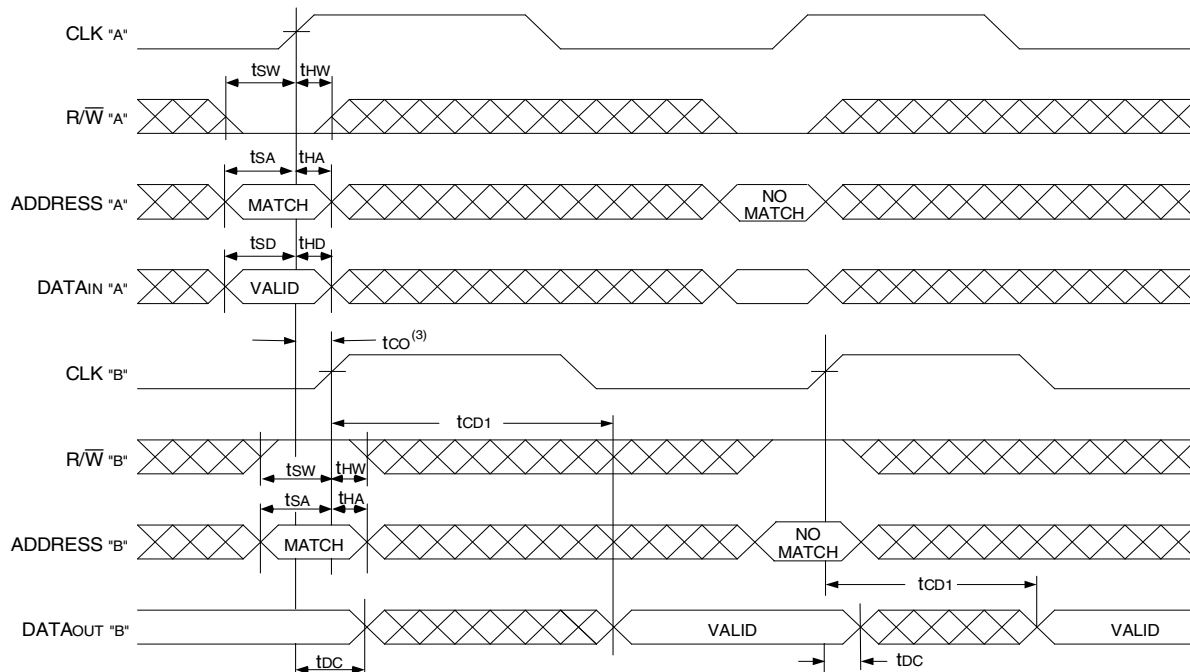 CLK "A"
tSW tHW
R/W̅ "A"
tSA tHA
ADDRESS "A" MATCH NO MATCH
tSD tHD
DATAIN "A" VALID
tCO(3)
CLK "B"
tCD1
R/W̅ "B"
tSW tHW
tSA tHA
ADDRESS "B" MATCH NO MATCH
tCD1
DATAOUT "B" VALID VALID
tDC tDC